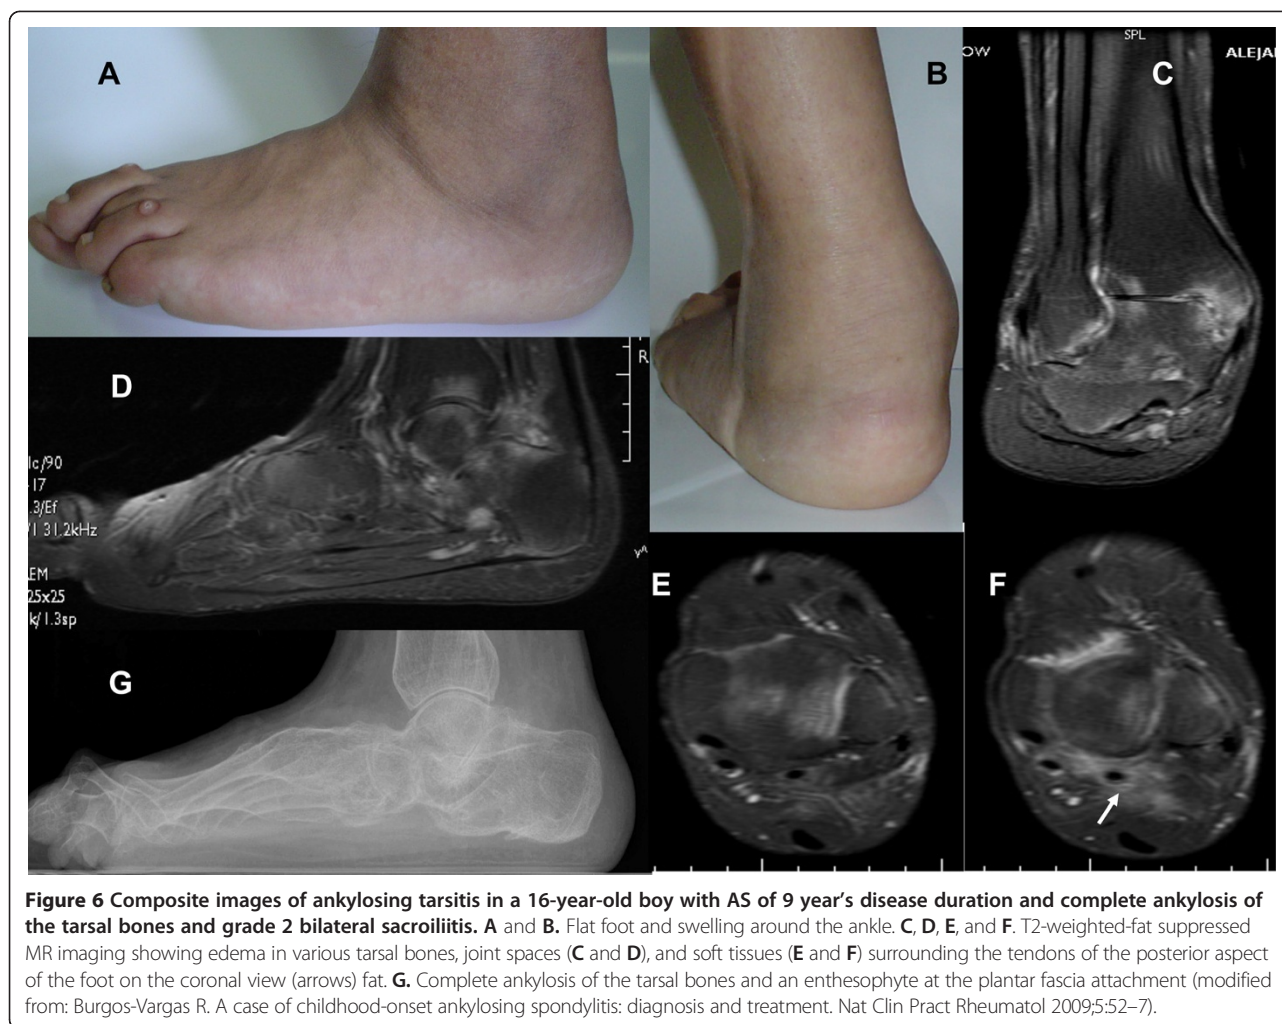 A
B
SPL
OW
ALEJA
C
D
R
lc/90
-17
.3/Ef
/1 31.2kHz
EM
25x25
k/1.3sp
E
F
G
Figure 6 Composite images of ankylosing tarsitis in a 16-year-old boy with AS of 9 year's disease duration and complete ankylosis of
the tarsal bones and grade 2 bilateral sacroiliitis. A and B. Flat foot and swelling around the ankle. C, D, E, and F. T2-weighted-fat suppressed
MR imaging showing edema in various tarsal bones, joint spaces (C and D), and soft tissues (E and F) surrounding the tendons of the posterior aspect
of the foot on the coronal view (arrows) fat. G. Complete ankylosis of the tarsal bones and an enthesophyte at the plantar fascia attachment (modified
from: Burgos-Vargas R. A case of childhood-onset ankylosing spondylitis: diagnosis and treatment. Nat Clin Pract Rheumatol 2009;5:52–7).